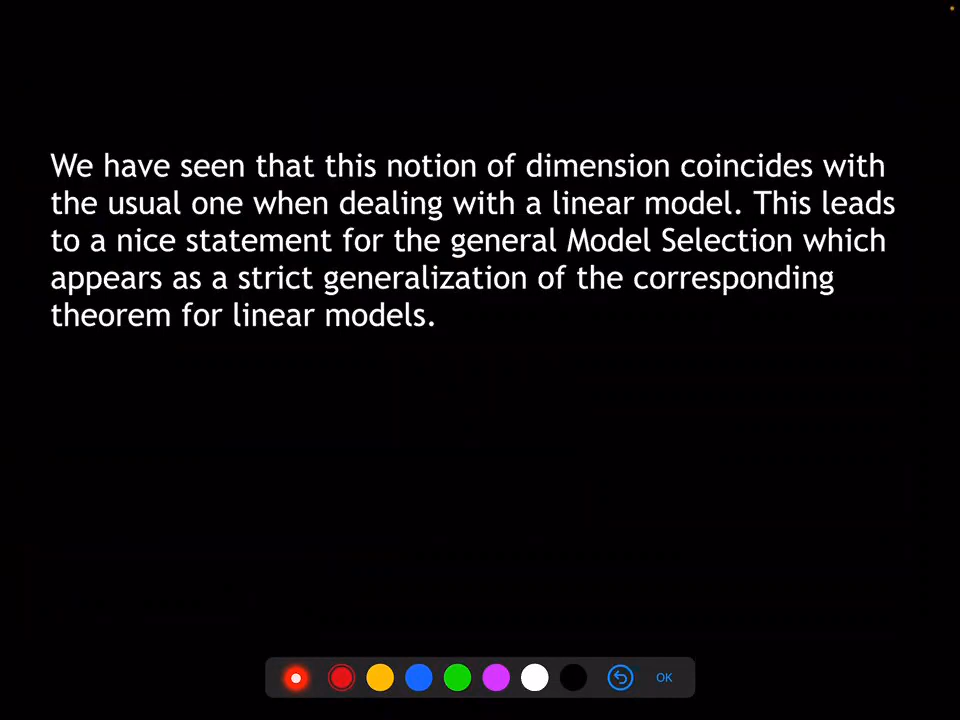 We have seen that this notion of dimension coincides with
the usual one when dealing with a linear model. This leads
to a nice statement for the general Model Selection which
appears as a strict generalization of the corresponding
theorem for linear models.
OK